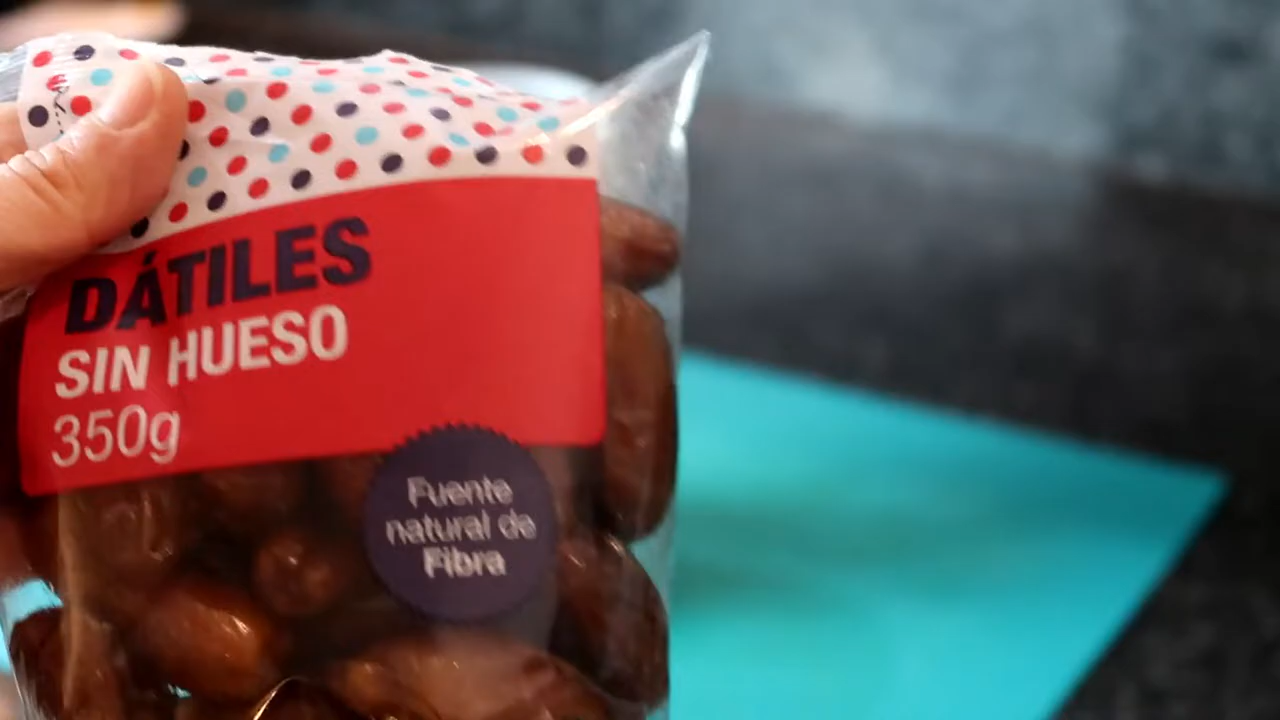 DÁTILES
SIN HUESO
350g
Fuente
natural de
Fibra